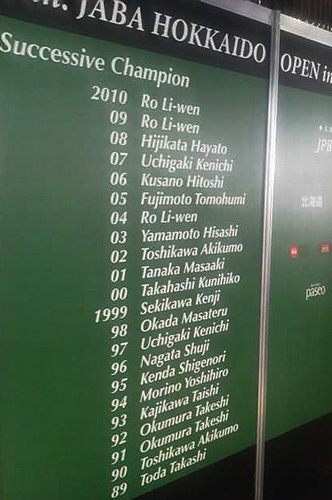 JABA HOKKAIDO
OPEN in
Successive Champion
2010 Ro Li-wen
09 Ro Li-wen
08 Hijikata Hayato
07 Uchigaki Kenichi
06 Kusano Hitoshi
05 Fujimoto Tomohumi
04 Ro Li-wen
03 Yamamoto Hisashi
02 Toshikawa Akikumo
01 Tanaka Masaaki
00 Takahashi Kunihiko
1999 Sekikawa Kenji
98 Okada Masateru
97 Uchigaki Kenichi
96 Nagata Shuji
95 Kenda Shigenori
94 Morino Yoshihiro
93 Kajikawa Taishi
92 Okumura Takeshi
91 Okumura Takeshi
90 Toshikawa Akikumo
89 Toda Takashi
JPB
北海道
paseo